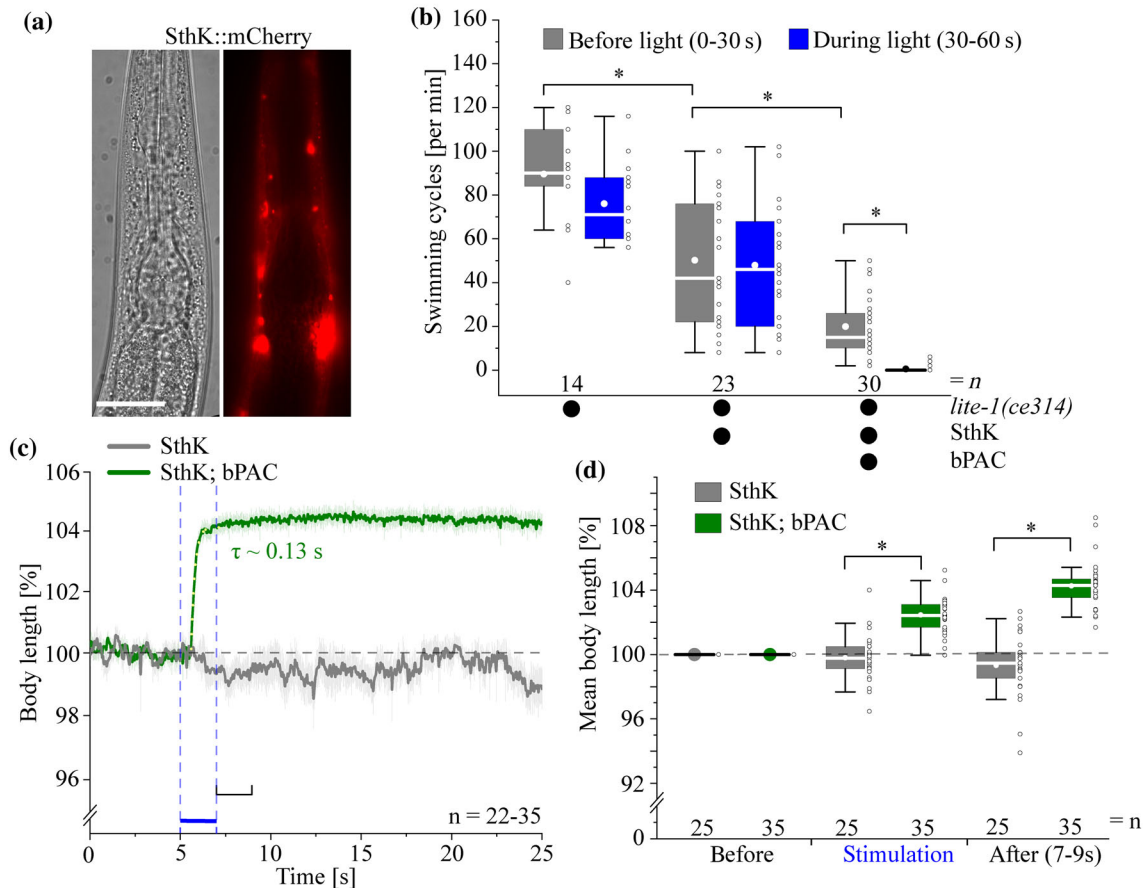 (a)
SthK::mCherry
(b)
Before light (0-30 s)
During light (30-60 s)
Swimming cycles [per min]
160
140
120
100
80
60
40
20
0
*
*
*
14 23 30 = n
lite-1(ce314)
SthK
bPAC
(c)
SthK
SthK; bPAC
Body length [%]
106
104
102
100
98
96
0
τ ~ 0.13 s
n = 22-35
0 5 10 15 20 25
Time [s]
(d)
SthK
SthK; bPAC
Mean body length [%]
108
104
100
96
92
0
*
*
25 35 25 35 25 35 = n
Before Stimulation After (7-9s)